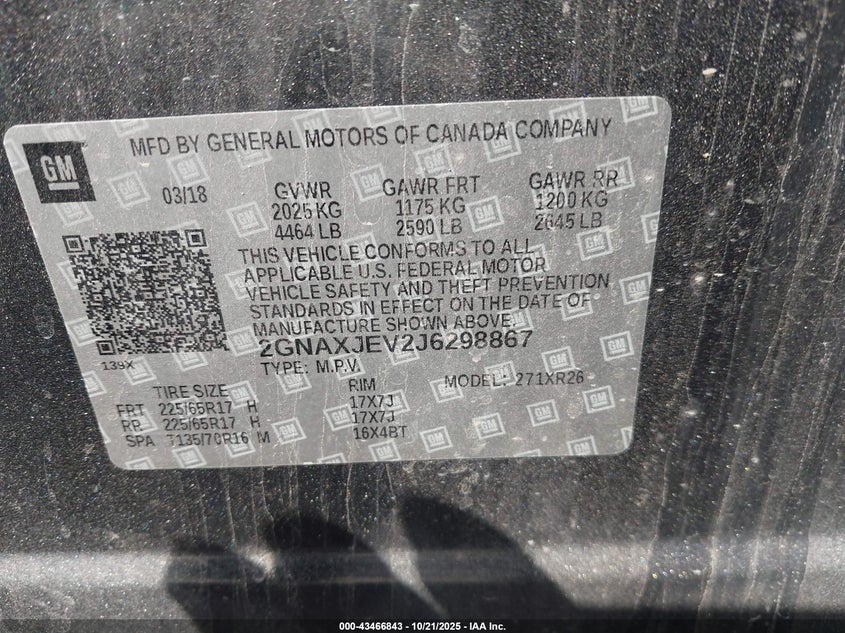 GM
MFD BY GENERAL MOTORS OF CANADA COMPANY
03/18 GVWR GAWR FRT GAWR RR
2025 KG 1175 KG 1200 KG
4464 LB 2590 LB 2645 LB
THIS VEHICLE CONFORMS TO ALL
APPLICABLE U.S. FEDERAL MOTOR
VEHICLE SAFETY AND THEFT PREVENTION
STANDARDS IN EFFECT ON THE DATE OF
MANUFACTURE SHOWN ABOVE.
2GNAXJEV2J6298867
139X
TYPE: M.P.V. MODEL: 271XR26
TIRE SIZE RIM
FRT 225/65R17 H 17X7J
RR 225/65R17 H 17X7J
SPA T135/70R16 M 16X4BT
000-43466843 10/21/2025 - IAA Inc.